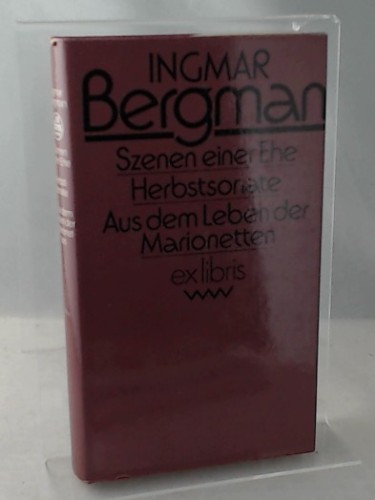 INGMAR
Bergman
Szenen einer Ehe
Herbstsonate
Aus dem Leben der
Marionetten
ex libris